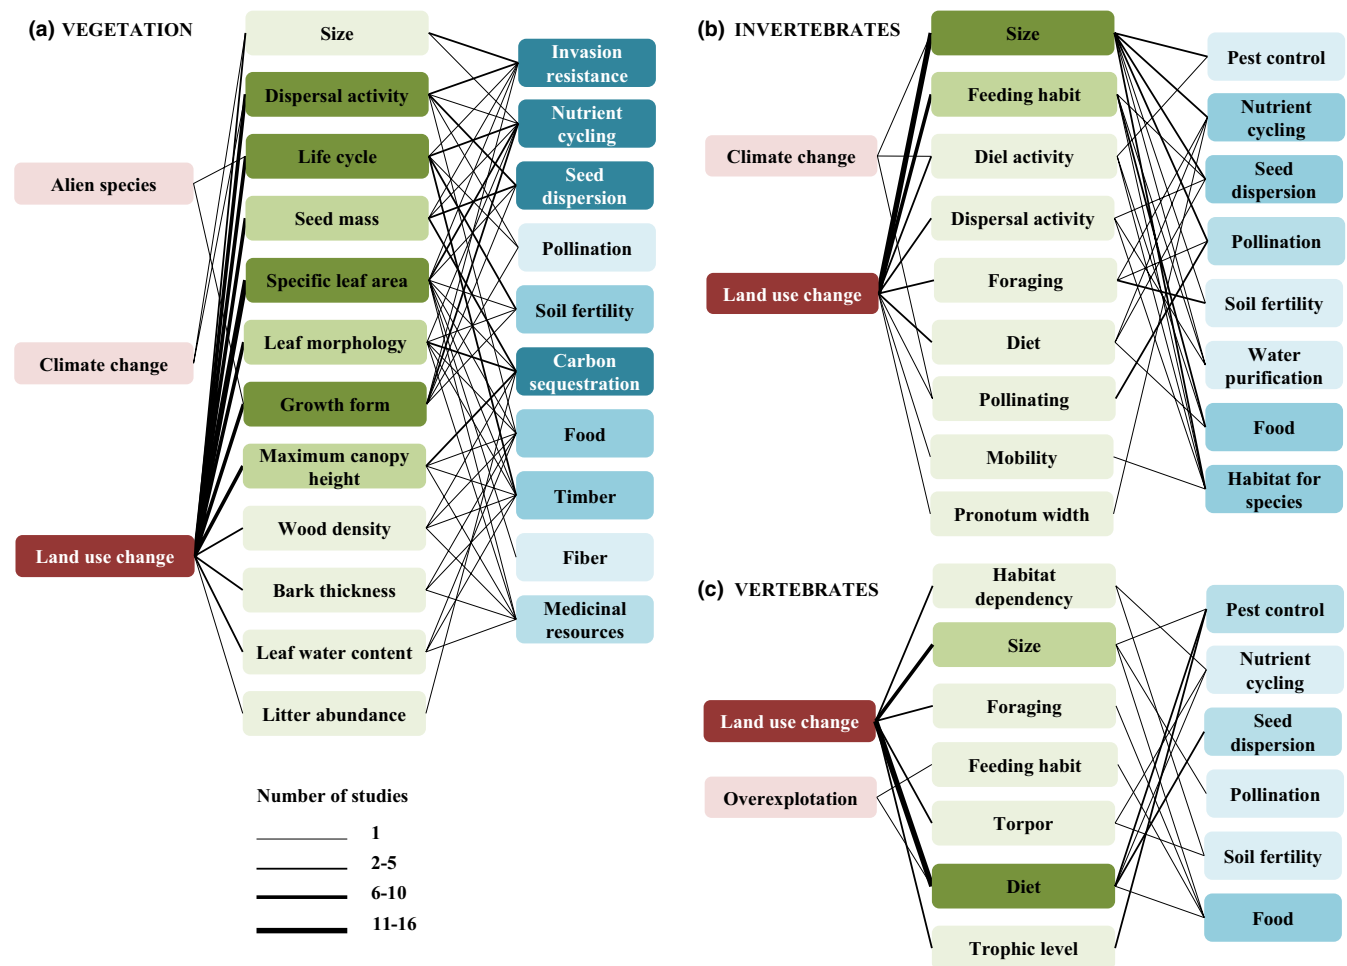 (a) VEGETATION
Size
Dispersal activity
Life cycle
Seed mass
Specific leaf area
Leaf morphology
Growth form
Maximum canopy
height
Wood density
Bark thickness
Leaf water content
Litter abundance
Alien species
Climate change
Land use change
Invasion
resistance
Nutrient
cycling
Seed
dispersion
Pollination
Soil fertility
Carbon
sequestration
Food
Timber
Fiber
Medicinal
resources
Number of studies
1
2-5
6-10
11-16
(b) INVERTEBRATES
Climate change
Land use change
Size
Feeding habit
Diel activity
Dispersal activity
Foraging
Diet
Pollinating
Mobility
Pronotum width
Pest control
Nutrient
cycling
Seed
dispersion
Pollination
Soil fertility
Water
purification
Food
Habitat for
species
(c) VERTEBRATES
Land use change
Overexplotation
Habitat
dependency
Size
Foraging
Feeding habit
Torpor
Diet
Trophic level
Pest control
Nutrient
cycling
Seed
dispersion
Pollination
Soil fertility
Food